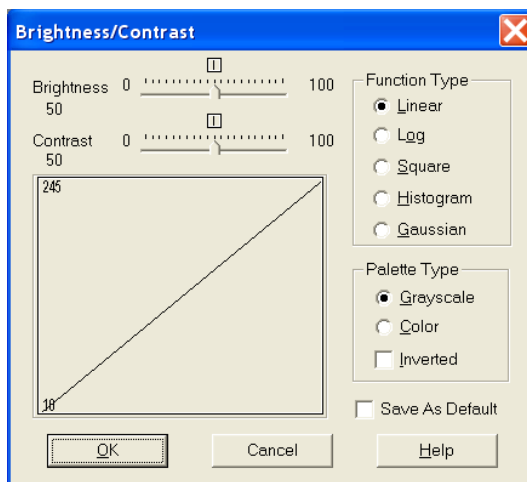 Brightness/Contrast
Brightness 0 100
50
Contrast 0 100
50
245
10
Function Type
Linear
Log
Square
Histogram
Gaussian
Palette Type
Grayscale
Color
Inverted
Save As Default
OK Cancel Help